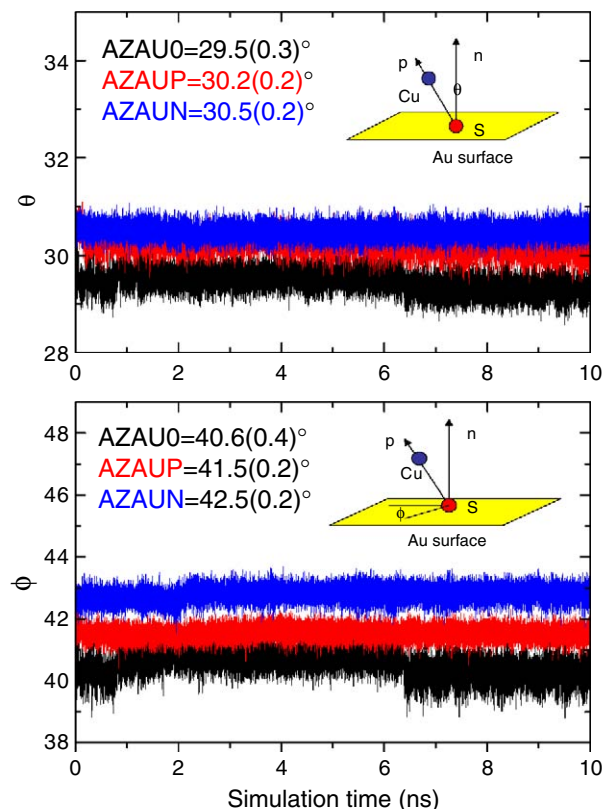 34
32
30
28
θ
AZAU0=29.5(0.3)°
AZAUP=30.2(0.2)°
AZAUN=30.5(0.2)°
p
n
θ
Cu
S
Au surface
0 2 4 6 8 10
48
46
44
42
40
38
ϕ
AZAU0=40.6(0.4)°
AZAUP=41.5(0.2)°
AZAUN=42.5(0.2)°
p
n
Cu
S
ϕ
Au surface
0 2 4 6 8 10
Simulation time (ns)